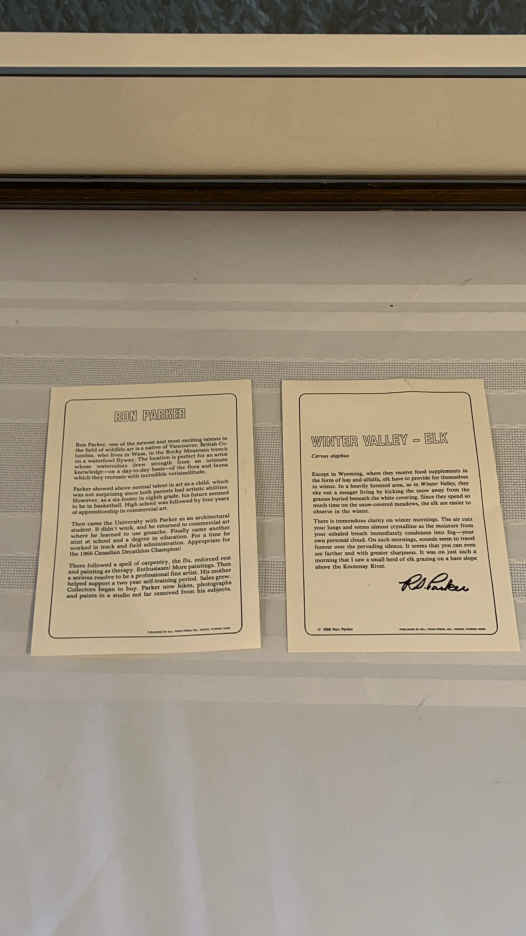 RON PARKER
Ron Parker, one of the newest and most exciting talents in
the field of wildlife art is a native of Vancouver, British Co-
lumbia, who lives in Wasa, in the Rocky Mountain trench
on a waterfowl flyway. The location is perfect for an artist
whose watercolors draw strength from an intimate
knowledge—on a day-to-day basis—of the flora and fauna
which they recreate with incredible verisimilitude.
Parker showed above normal talent in art as a child, which
was not surprising since both parents had artistic abilities.
However, as a six-footer in eighth grade, his future seemed
to be in basketball. High school was followed by four years
of apprenticeship in commercial art.
Then came the University with Parker as an architectural
student. It didn't work, and he returned to commercial art
where he learned to use gouache. Finally came another
stint at school and a degree in education. For a time he
worked in track and field administration. Appropriate for
the 1966 Canadian Decathlon Champion!
There followed a spell of carpentry, the flu, enforced rest
and painting as therapy. Enthusiasm! More paintings. Then
a serious resolve to be a professional fine artist. His mother
helped support a two year self-training period. Sales grew.
Collectors began to buy. Parker now hikes, photographs
and paints in a studio not far removed from his subjects.
WINTER VALLEY - ELK
Cervus elaphus
Except in Wyoming, where they receive food supplements in
the form of hay and alfalfa, elk have to provide for themselves
in winter. In a heavily forested area, as in Winter Valley, they
eke out a meager living by kicking the snow away from the
grasses buried beneath the white covering. Since they spend so
much time on the snow-covered meadows, the elk are easier to
observe in the winter.
There is tremendous clarity on winter mornings. The air cuts
your lungs and seems almost crystalline as the moisture from
your exhaled breath immediately condenses into fog—your
own personal cloud. On such mornings, sounds seem to travel
forever over the pervading silence. It seems that you can even
see farther and with greater sharpness. It was on just such a
morning that I saw a small herd of elk grazing on a bare slope
above the Kootenay River.
R.S. Parker
Ron Parker